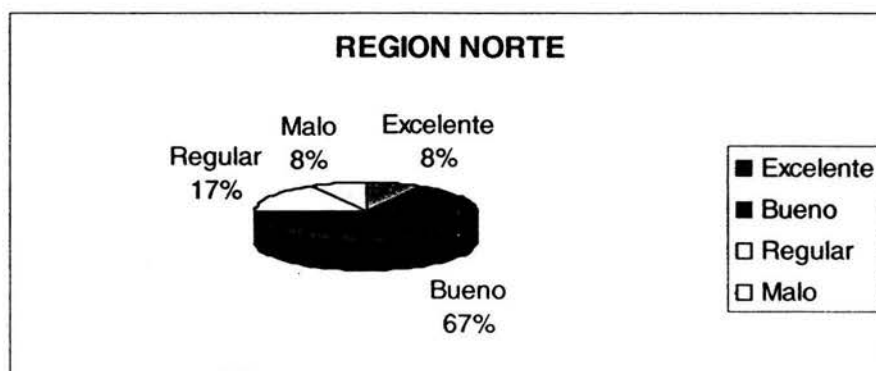 REGION NORTE
Malo
8%
Excelente
8%
Regular
17%
Bueno
67%
Excelente
Bueno
Regular
Malo